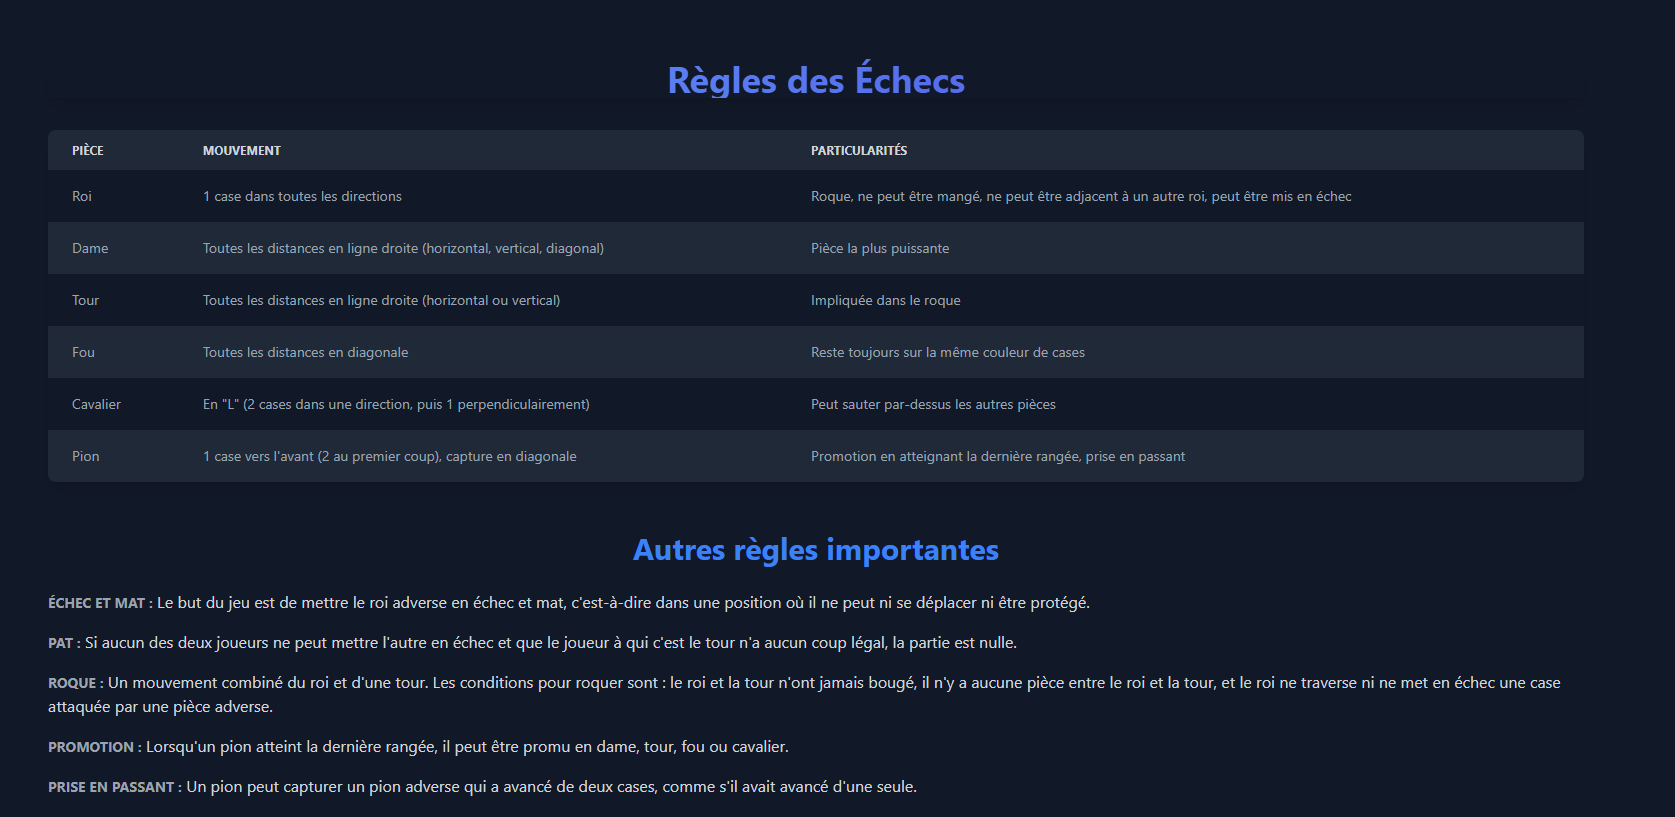 Règles des Échecs
PIÈCE MOUVEMENT PARTICULARITÉS
Roi 1 case dans toutes les directions Roque, ne peut être mangé, ne peut être adjacent à un autre roi, peut être mis en échec
Dame Toutes les distances en ligne droite (horizontal, vertical, diagonal) Pièce la plus puissante
Tour Toutes les distances en ligne droite (horizontal ou vertical) Impliquée dans le roque
Fou Toutes les distances en diagonale Reste toujours sur la même couleur de cases
Cavalier En "L" (2 cases dans une direction, puis 1 perpendiculairement) Peut sauter par-dessus les autres pièces
Pion 1 case vers l'avant (2 au premier coup), capture en diagonale Promotion en atteignant la dernière rangée, prise en passant
Autres règles importantes
ÉCHEC ET MAT : Le but du jeu est de mettre le roi adverse en échec et mat, c'est-à-dire dans une position où il ne peut ni se déplacer ni être protégé.
PAT : Si aucun des deux joueurs ne peut mettre l'autre en échec et que le joueur à qui c'est le tour n'a aucun coup légal, la partie est nulle.
ROQUE : Un mouvement combiné du roi et d'une tour. Les conditions pour roquer sont : le roi et la tour n'ont jamais bougé, il n'y a aucune pièce entre le roi et la tour, et le roi ne traverse ni ne met en échec une case
attaquée par une pièce adverse.
PROMOTION : Lorsqu'un pion atteint la dernière rangée, il peut être promu en dame, tour, fou ou cavalier.
PRISE EN PASSANT : Un pion peut capturer un pion adverse qui a avancé de deux cases, comme s'il avait avancé d'une seule.